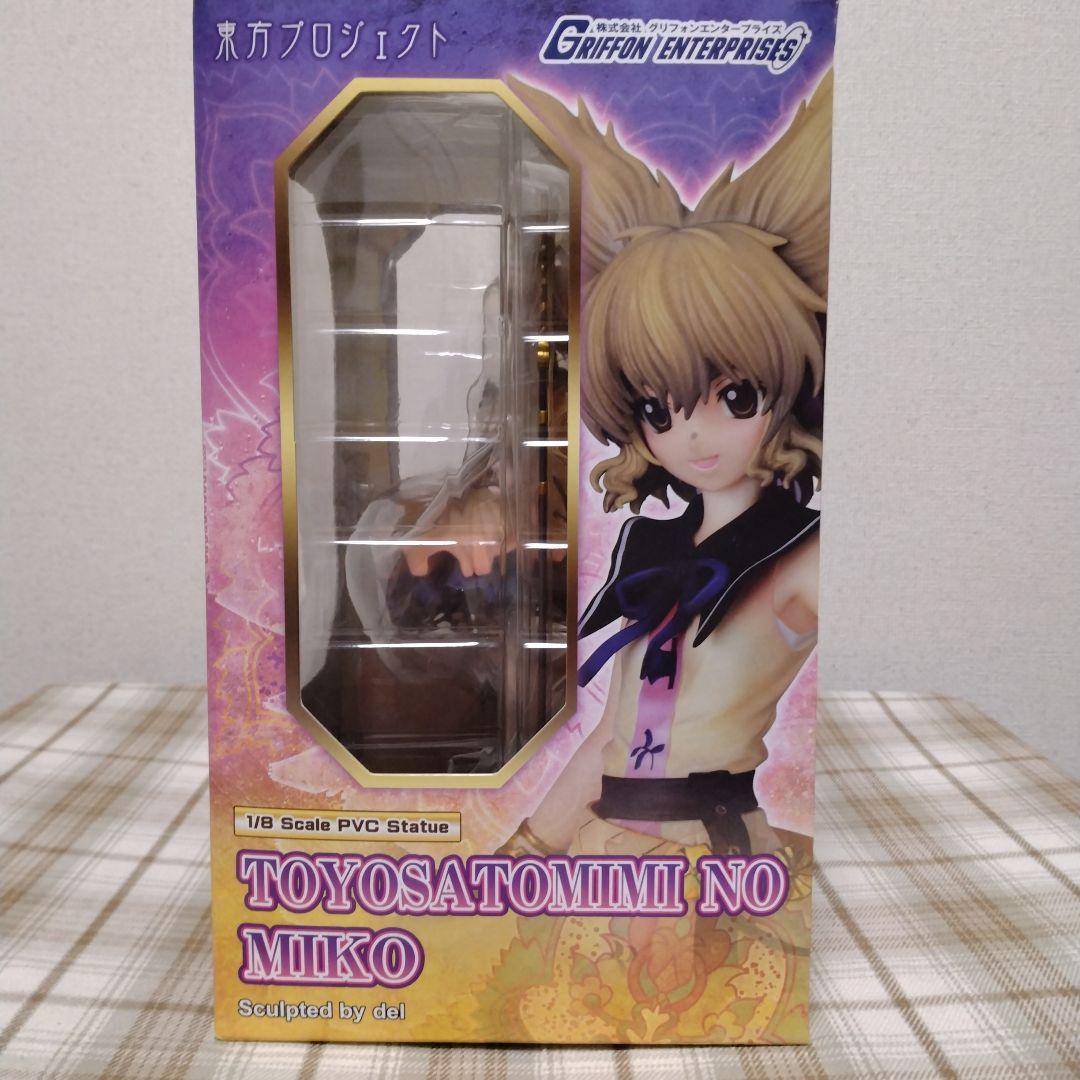 東方プロジェクト
株式会社 グリフォンエンタープライズ
GRIFFON ENTERPRISES
1/8 Scale PVC Statue
TOYOSATOMIMI NO
MIKO
Sculpted by del